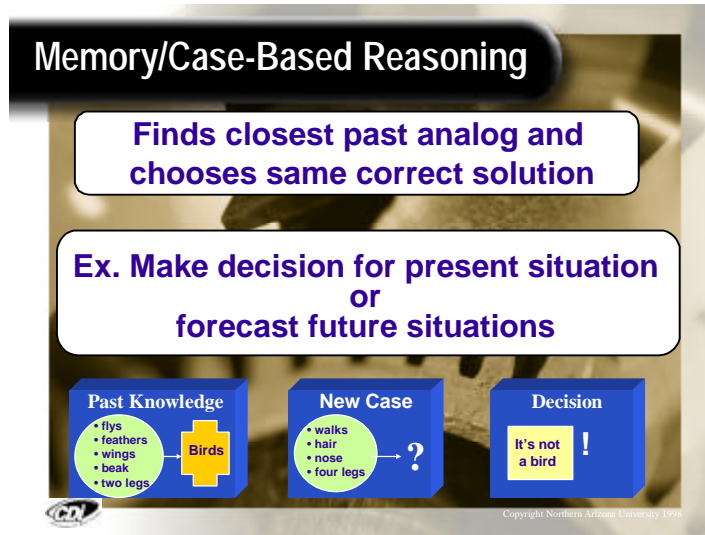 Memory/Case-Based Reasoning
Finds closest past analog and
chooses same correct solution
Ex. Make decision for present situation
or
forecast future situations
Past Knowledge
• flys
• feathers
• wings
• beak
• two legs
Birds
New Case
• walks
• hair
• nose
• four legs
?
Decision
It's not
a bird
!
CDI
Copyright Northern Arizona University 1998